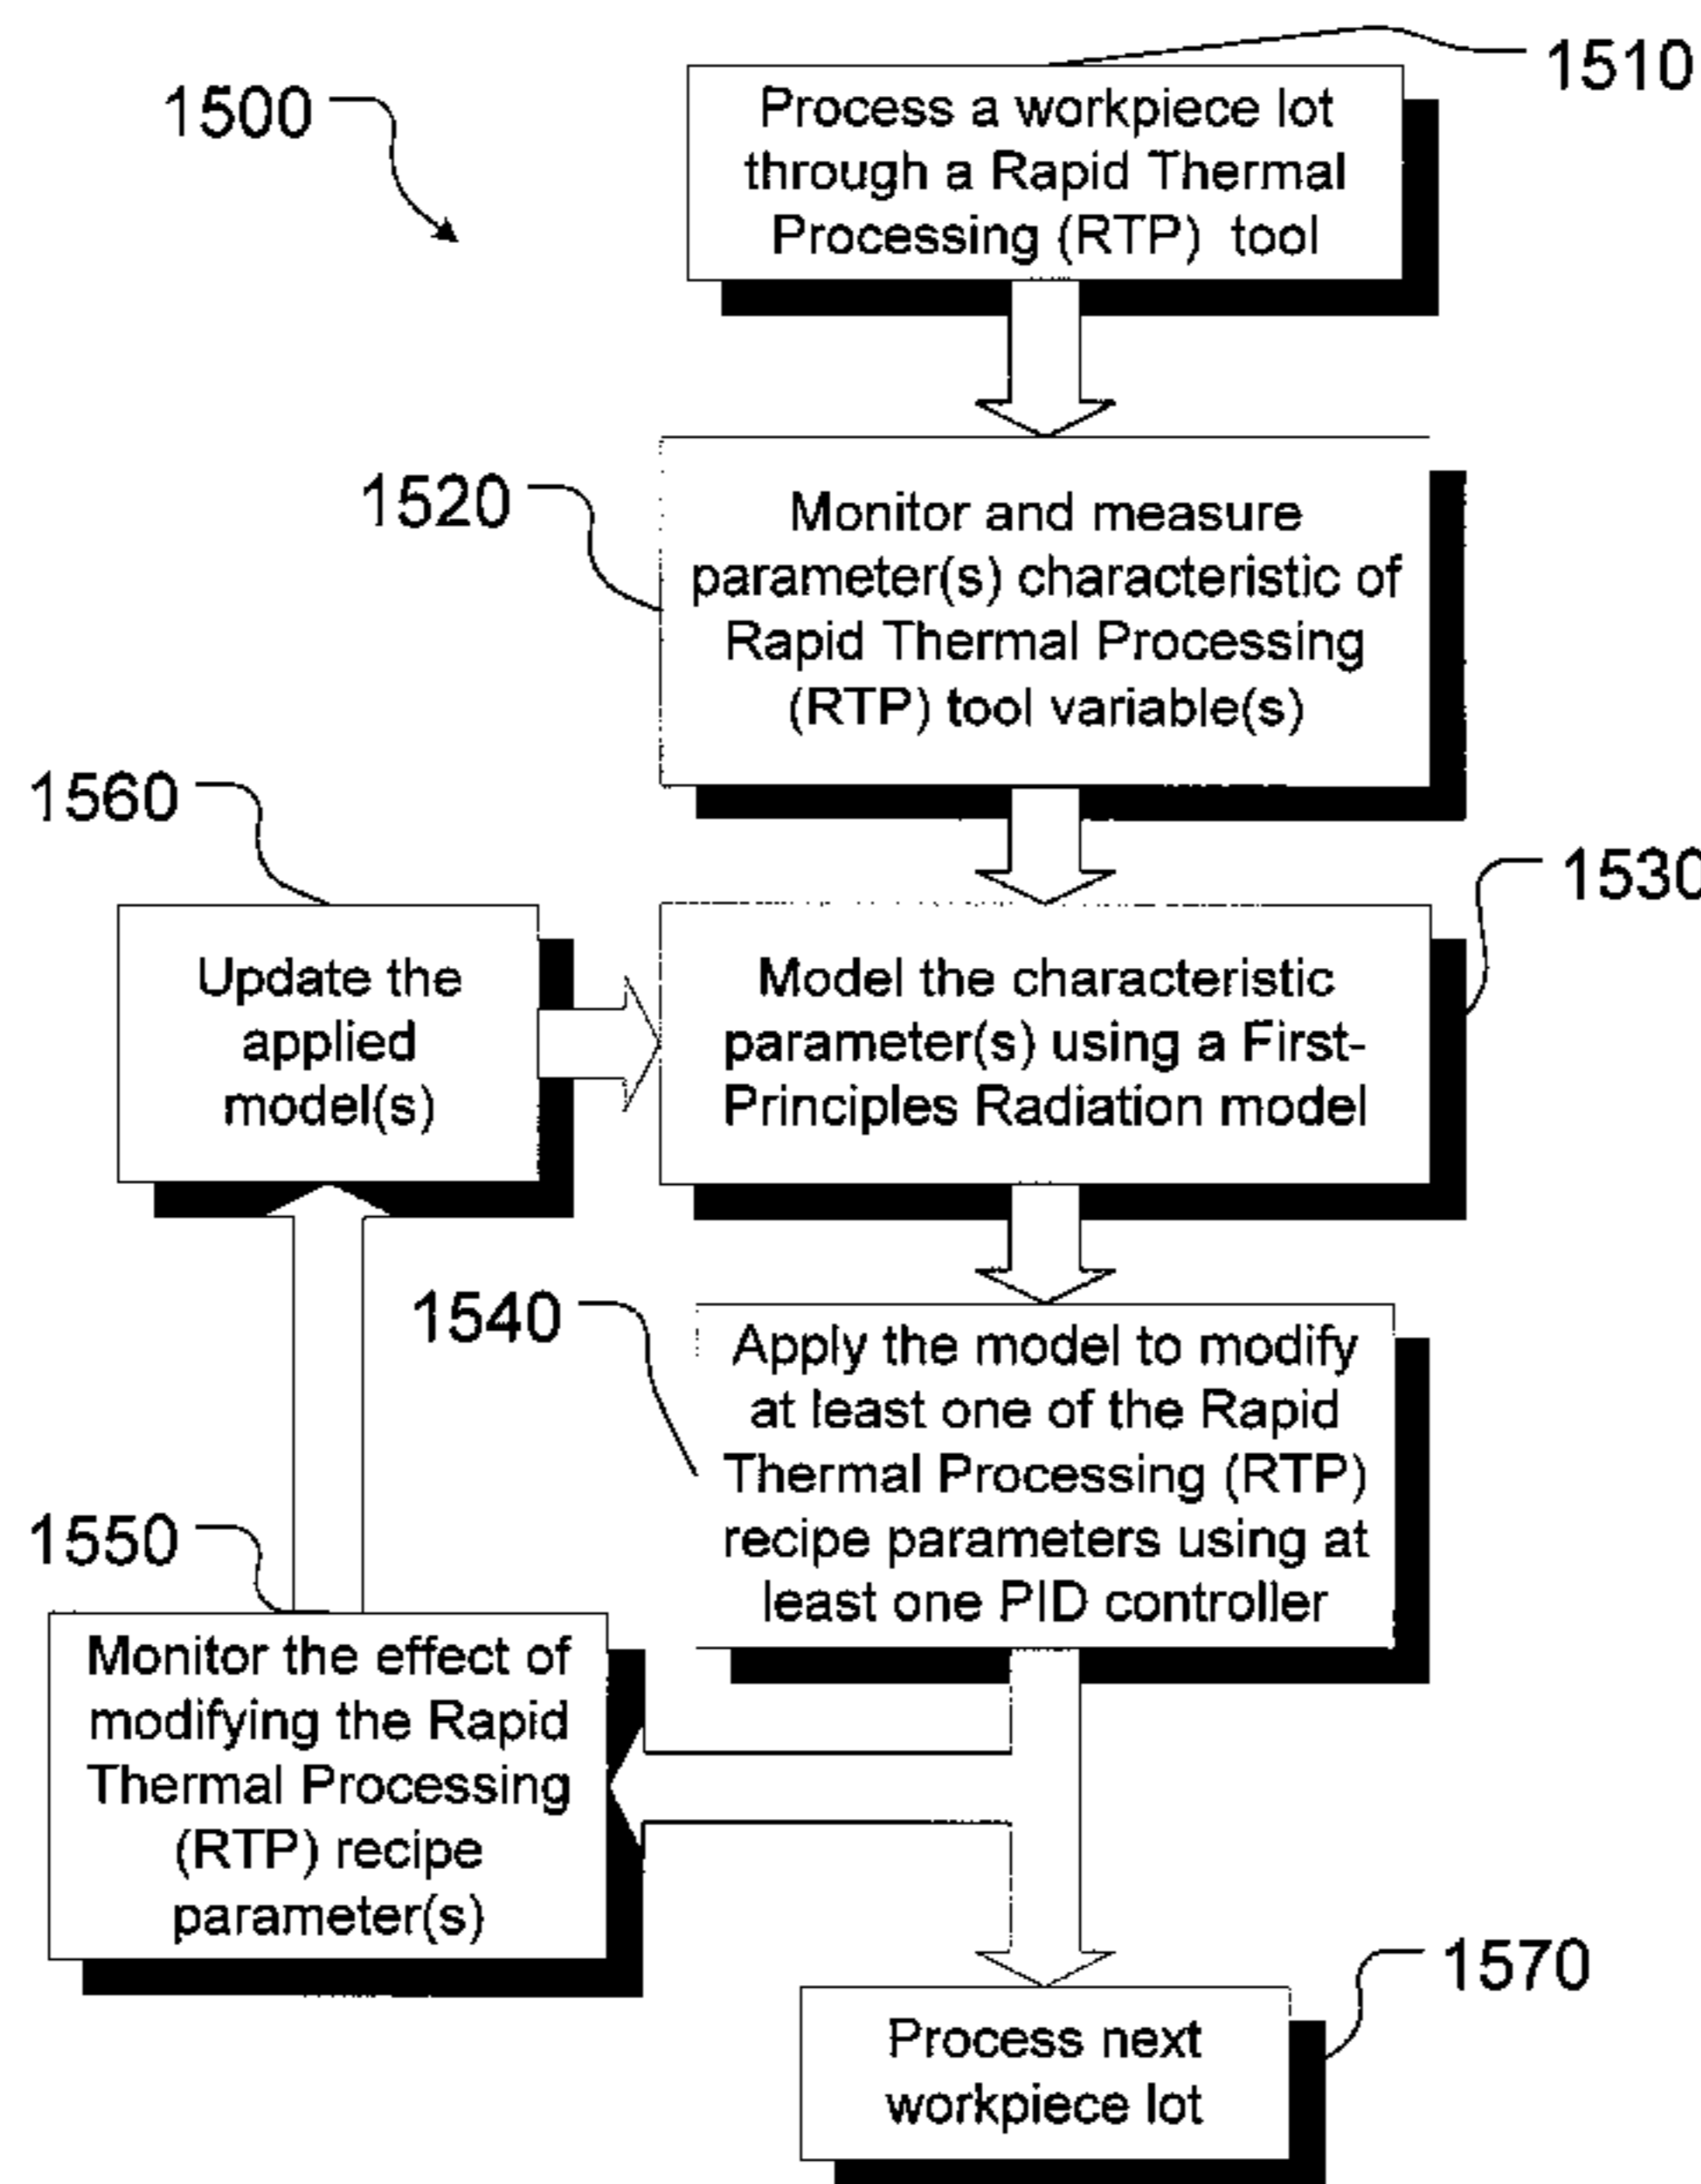 1510
1500
Process a workpiece lot
through a Rapid Thermal
Processing (RTP) tool
1520
Monitor and measure
parameter(s) characteristic of
Rapid Thermal Processing
(RTP) tool variable(s)
1560
1530
Update the
applied
model(s)
Model the characteristic
parameter(s) using a First-
Principles Radiation model
1540
Apply the model to modify
at least one of the Rapid
Thermal Processing (RTP)
recipe parameters using at
least one PID controller
1550
Monitor the effect of
modifying the Rapid
Thermal Processing
(RTP) recipe
parameter(s)
1570
Process next
workpiece lot